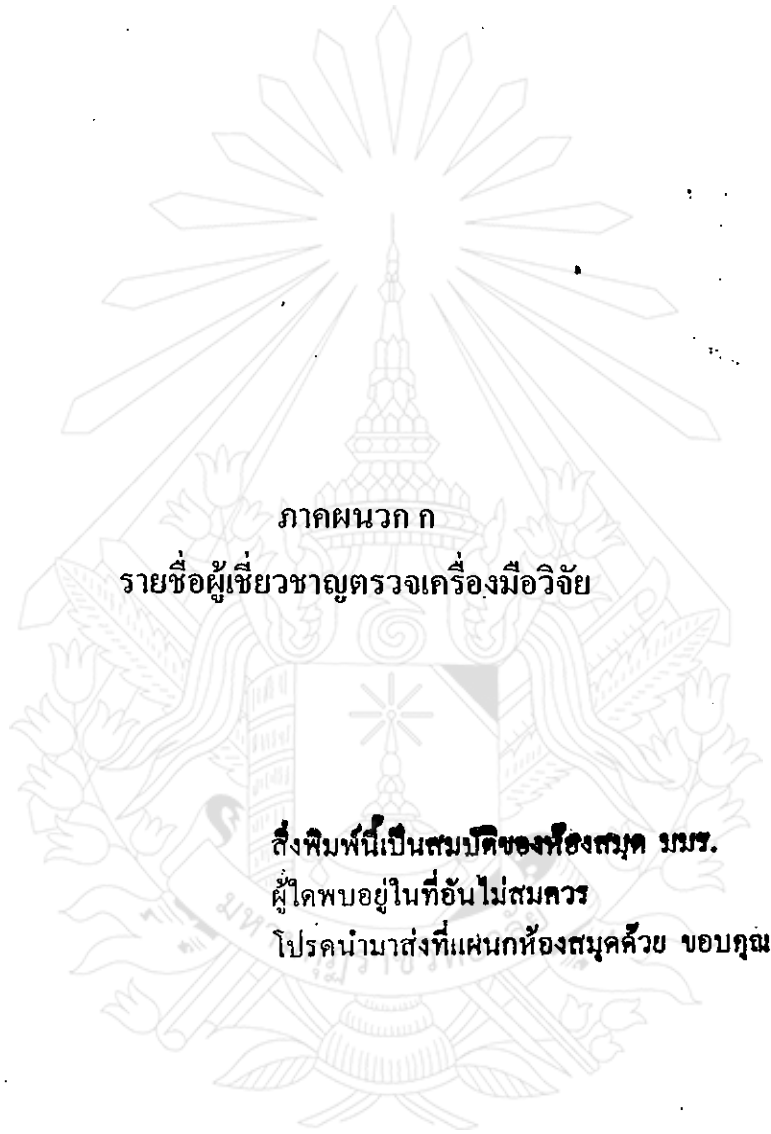 ภาคผนวก ก
รายชื่อผู้เชี่ยวชาญตรวจเครื่องมือวิจัย
สิ่งพิมพ์นี้เป็นสมบัติของห้องสมุด มมร.
ผู้ใดพบอยู่ในที่อันไม่สมควร
โปรดนำมาส่งที่แผนกห้องสมุดด้วย ขอบคุณ